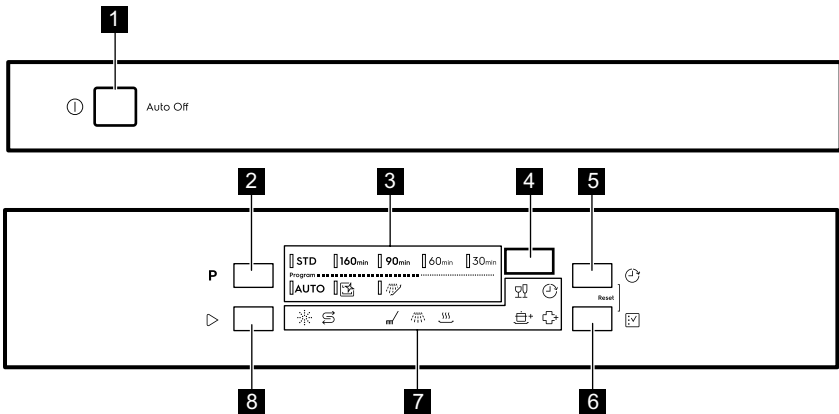 1
Auto Off
2 3 4 5
P STD 160min 90min 60min 30min
Program
AUTO
Reset
8 7 6